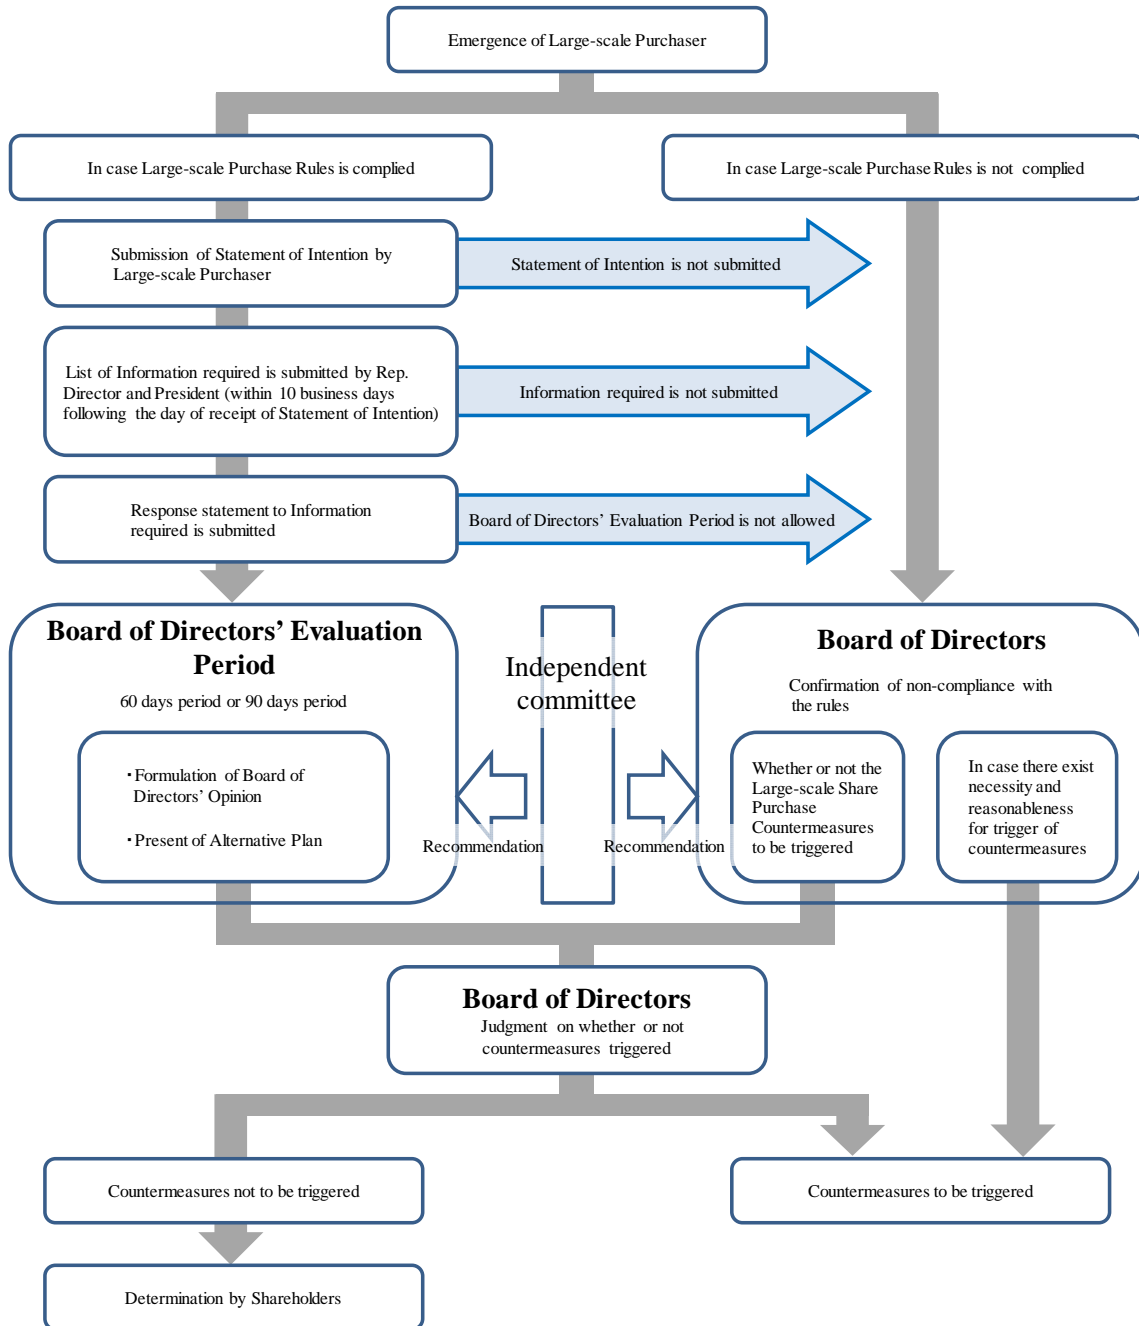 Emergence of Large-scale Purchaser
In case Large-scale Purchase Rules is complied
In case Large-scale Purchase Rules is not complied
Submission of Statement of Intention by
Large-scale Purchaser
Statement of Intention is not submitted
List of Information required is submitted by Rep.
Director and President (within 10 business days
following the day of receipt of Statement of Intention)
Information required is not submitted
Response statement to Information
required is submitted
Board of Directors' Evaluation Period is not allowed
Board of Directors' Evaluation
Period
60 days period or 90 days period
・Formulation of Board of
Directors' Opinion
・Present of Alternative Plan
Independent
committee
Recommendation
Recommendation
Board of Directors
Confirmation of non-compliance with
the rules
Whether or not the
Large-scale Share
Purchase
Countermeasures
to be triggered
In case there exist
necessity and
reasonableness
for trigger of
countermeasures
Board of Directors
Judgment on whether or not
countermeasures triggered
Countermeasures not to be triggered
Countermeasures to be triggered
Determination by Shareholders